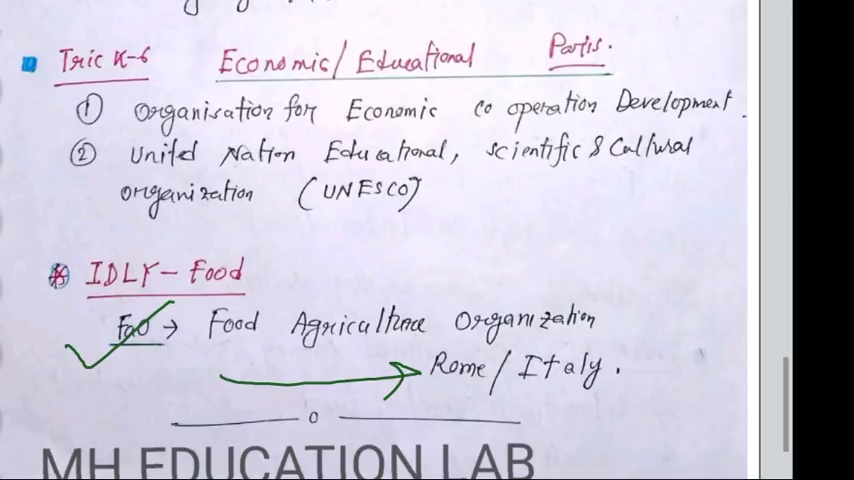 Tric K-6 Economic/Educational Partis.
① Organisation for Economic co operation Development.
② United Nation Educational, scientific & Cultural
organization (UNESCO)
IDLY - Food
Fao → Food Agriculture Organization
Rome/Italy.
MH EDUCATION LAB